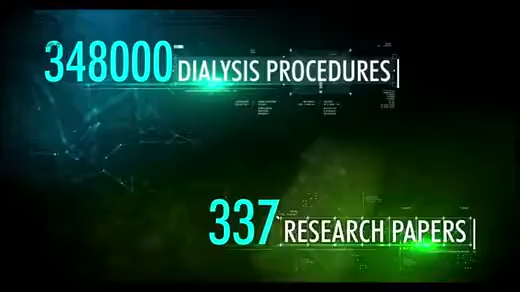 348000 DIALYSIS PROCEDURES
337 RESEARCH PAPERS